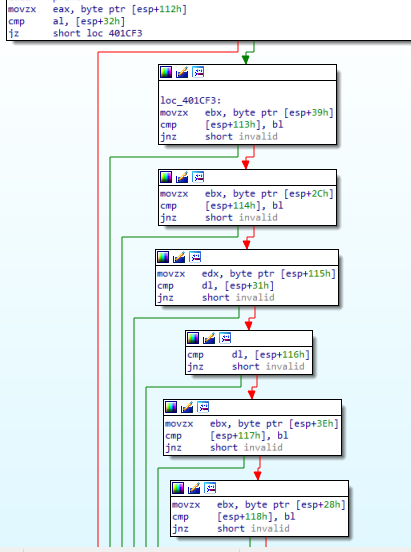 movzx eax, byte ptr [esp+112h]
cmp al, [esp+32h]
jz short loc_401CF3
loc_401CF3:
movzx ebx, byte ptr [esp+39h]
cmp [esp+113h], bl
jnz short invalid
movzx ebx, byte ptr [esp+2Ch]
cmp [esp+114h], bl
jnz short invalid
movzx edx, byte ptr [esp+115h]
cmp dl, [esp+31h]
jnz short invalid
cmp dl, [esp+116h]
jnz short invalid
movzx ebx, byte ptr [esp+3Eh]
cmp [esp+117h], bl
jnz short invalid
movzx ebx, byte ptr [esp+28h]
cmp [esp+118h], bl
jnz short invalid